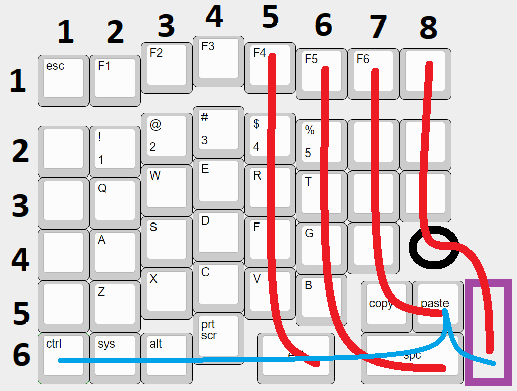 1 2 3 4 5 6 7 8
1 esc F1 F2 F3 F4 F5 F6
2 ! 1 @ 2 # 3 $ 4 % 5
3 Q W E R T
4 A S D F G
5 Z X C V B copy paste
6 ctrl sys alt prt scr spc